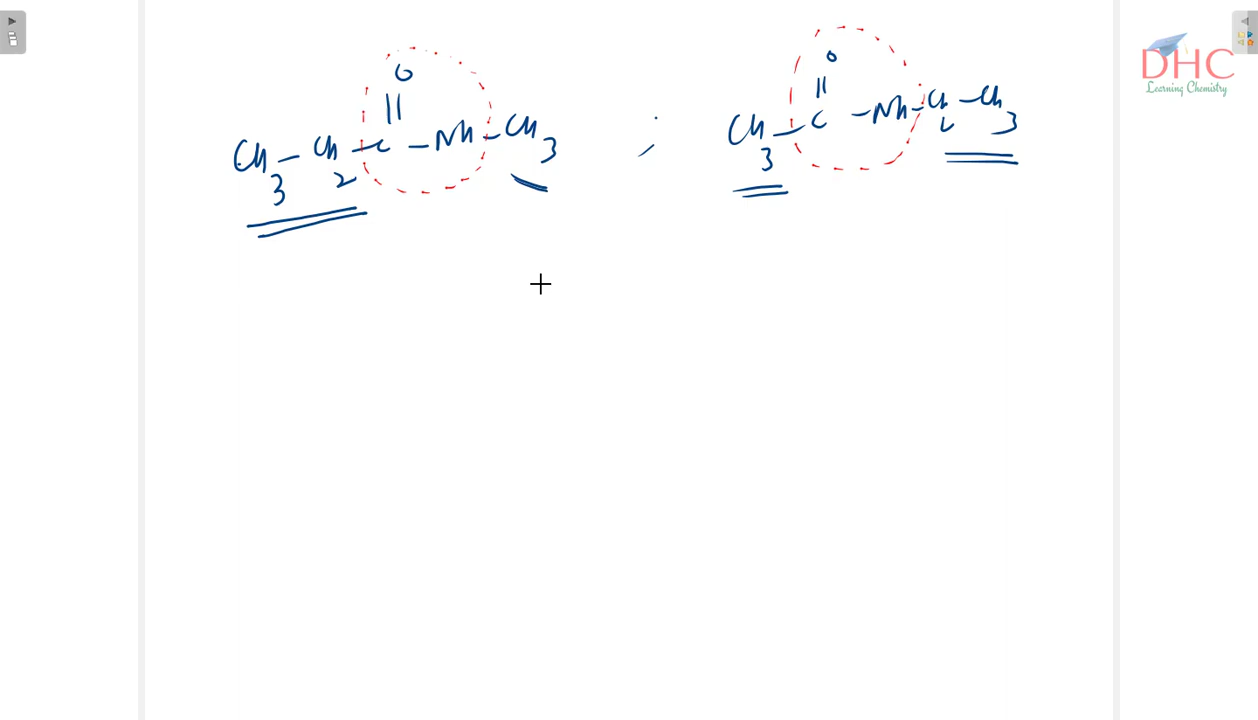 O
||
CH3 – CH2 – C – NH – CH3 ;
O
||
CH3 – C – NH – CH2 – CH3
DHC
Learning Chemistry